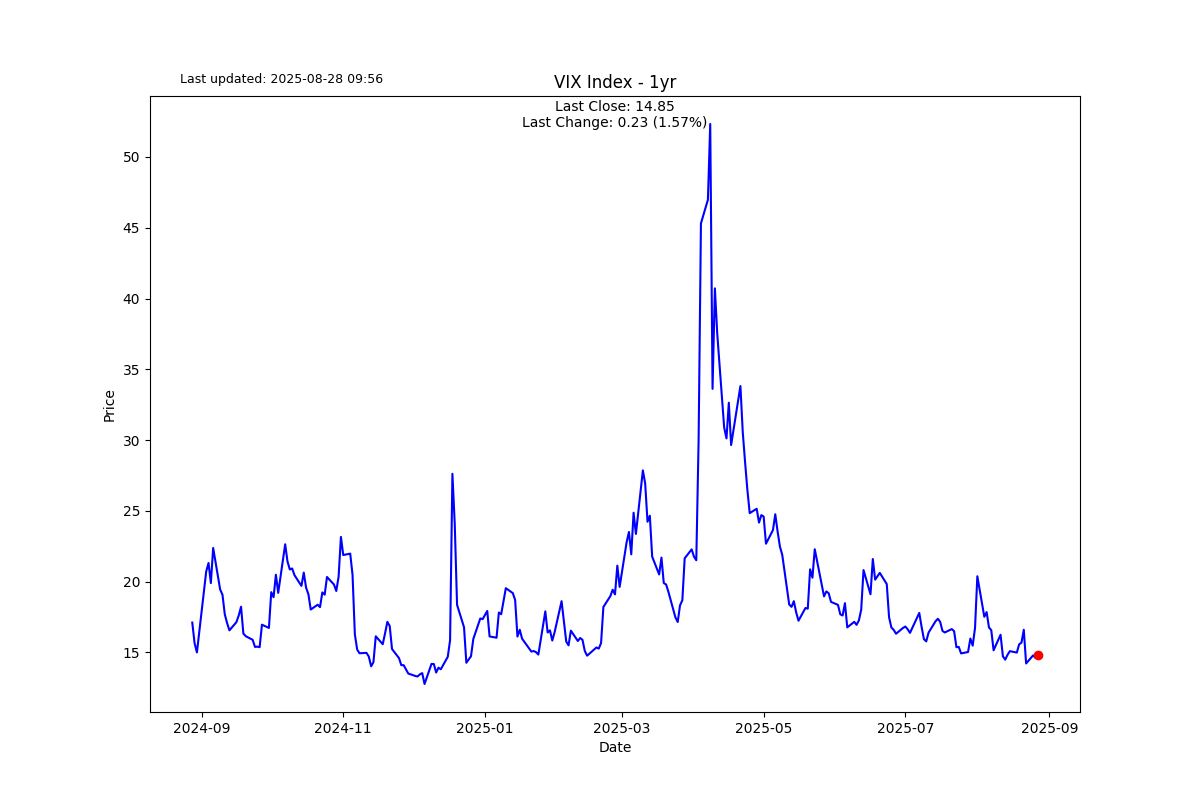 Last updated: 2025-08-28 09:56
VIX Index - 1yr
Last Close: 14.85
Last Change: 0.23 (1.57%)
50
45
40
35
30
25
20
15
Price
2024-09
2024-11
2025-01
2025-03
2025-05
2025-07
2025-09
Date